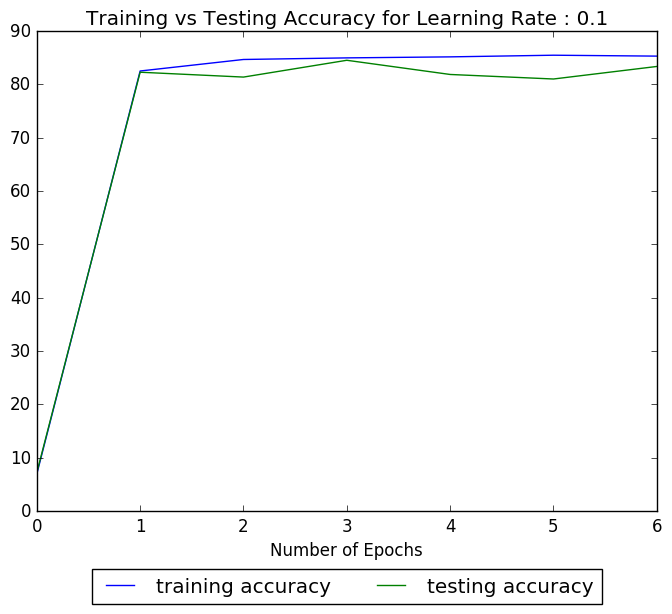 Training vs Testing Accuracy for Learning Rate : 0.1
90
80
70
60
50
40
30
20
10
0
0 1 2 3 4 5 6
Number of Epochs
training accuracy testing accuracy